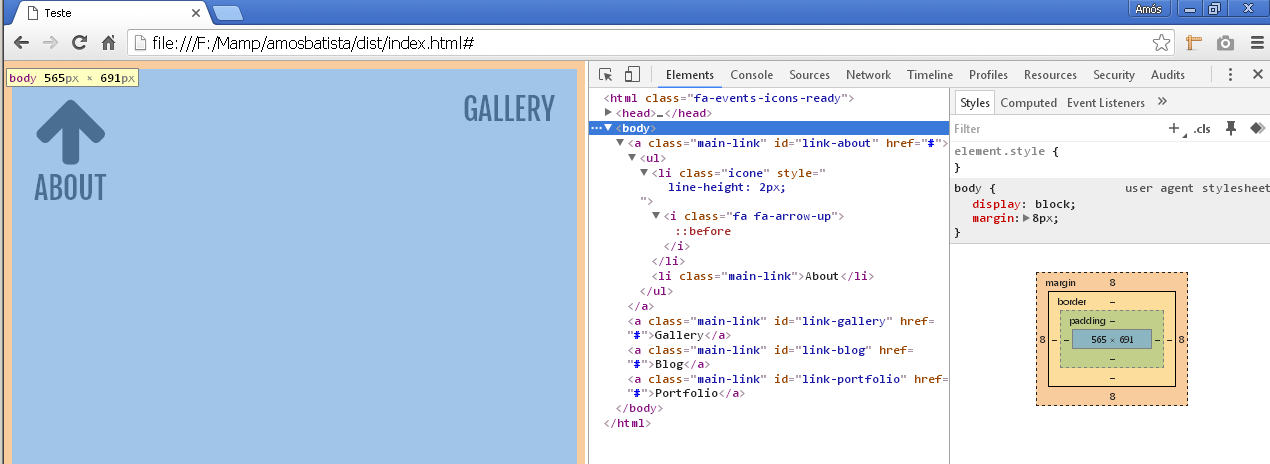 Teste
Amós
file:///F:/Mamp/amosbatista/dist/index.html#
body 565px × 691px
GALLERY
ABOUT
Elements Console Sources Network Timeline Profiles Resources Security Audits
<html class="fa-events-icons-ready">
<head>…</head>
<body>
<a class="main-link" id="link-about" href="#">
<ul>
<li class="icone" style="
line-height: 2px;
">
<i class="fa fa-arrow-up">
::before
</i>
</li>
<li class="main-link">About</li>
</ul>
</a>
<a class="main-link" id="link-gallery" href=
"#">Gallery</a>
<a class="main-link" id="link-blog" href=
"#">Blog</a>
<a class="main-link" id="link-portfolio" href=
"#">Portfolio</a>
</body>
</html>
Styles Computed Event Listeners »
Filter + .cls
element.style {
}
body { user agent stylesheet
display: block;
margin: 8px;
}
margin 8
border –
padding –
8 – – 565 × 691 – – 8
–
–
8